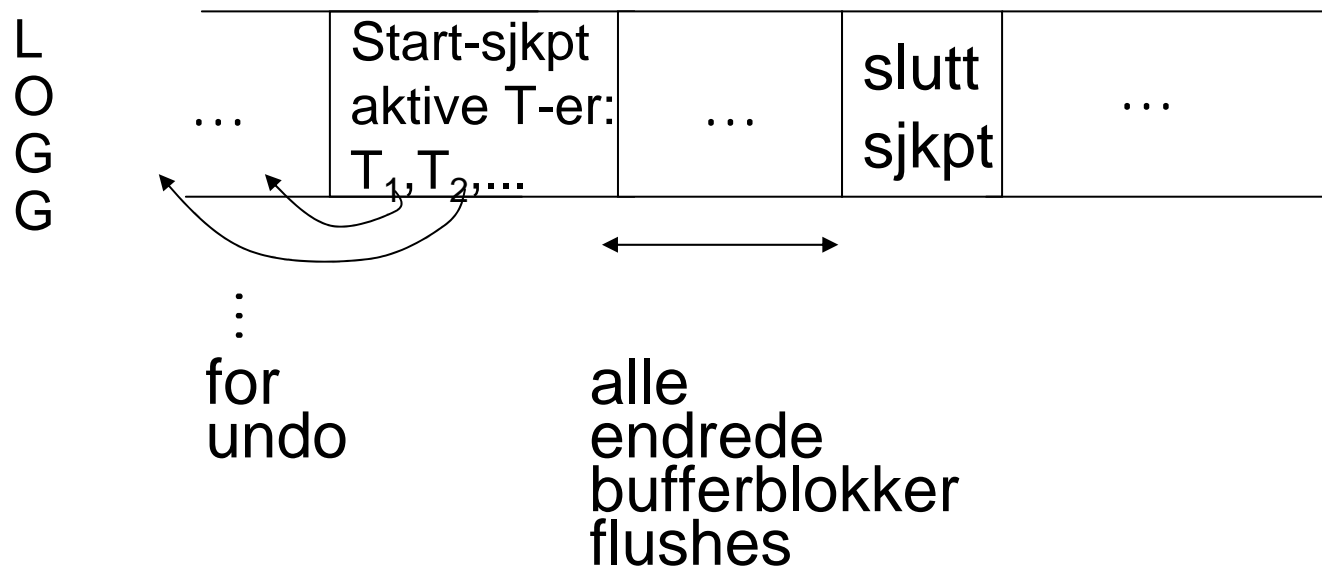 L
O
G
G
...
Start-sjkpt
aktive T-er:
T1,T2,...
...
slutt
sjkpt
...
...
for
undo
alle
endrede
bufferblokker
flushes